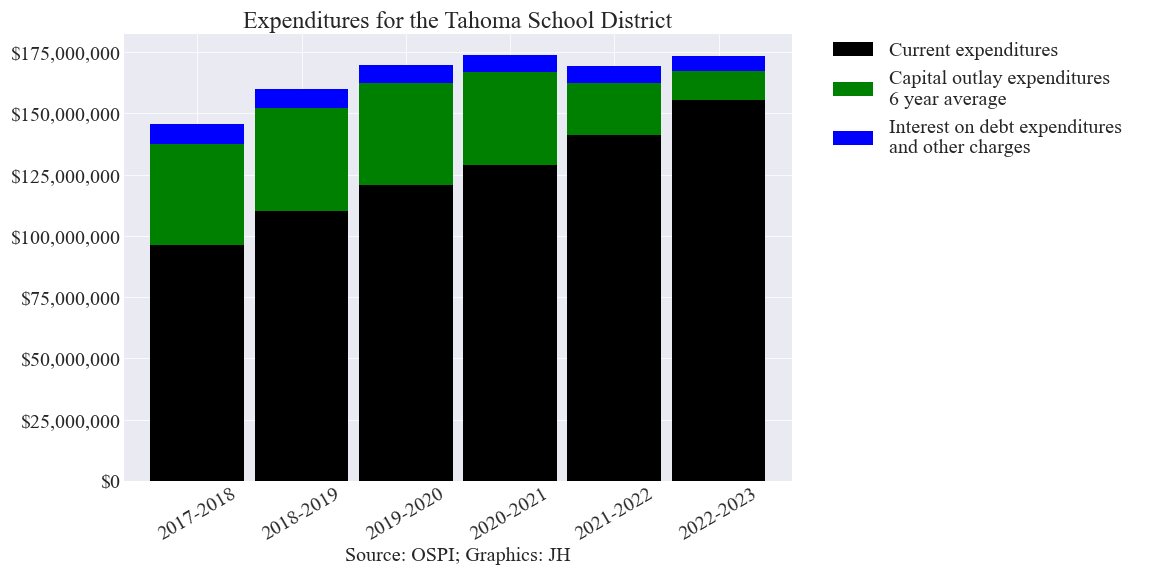 Expenditures for the Tahoma School District
$175,000,000
$150,000,000
$125,000,000
$100,000,000
$75,000,000
$50,000,000
$25,000,000
$0
2017-2018
2018-2019
2019-2020
2020-2021
2021-2022
2022-2023
Source: OSPI; Graphics: JH
Current expenditures
Capital outlay expenditures
6 year average
Interest on debt expenditures
and other charges